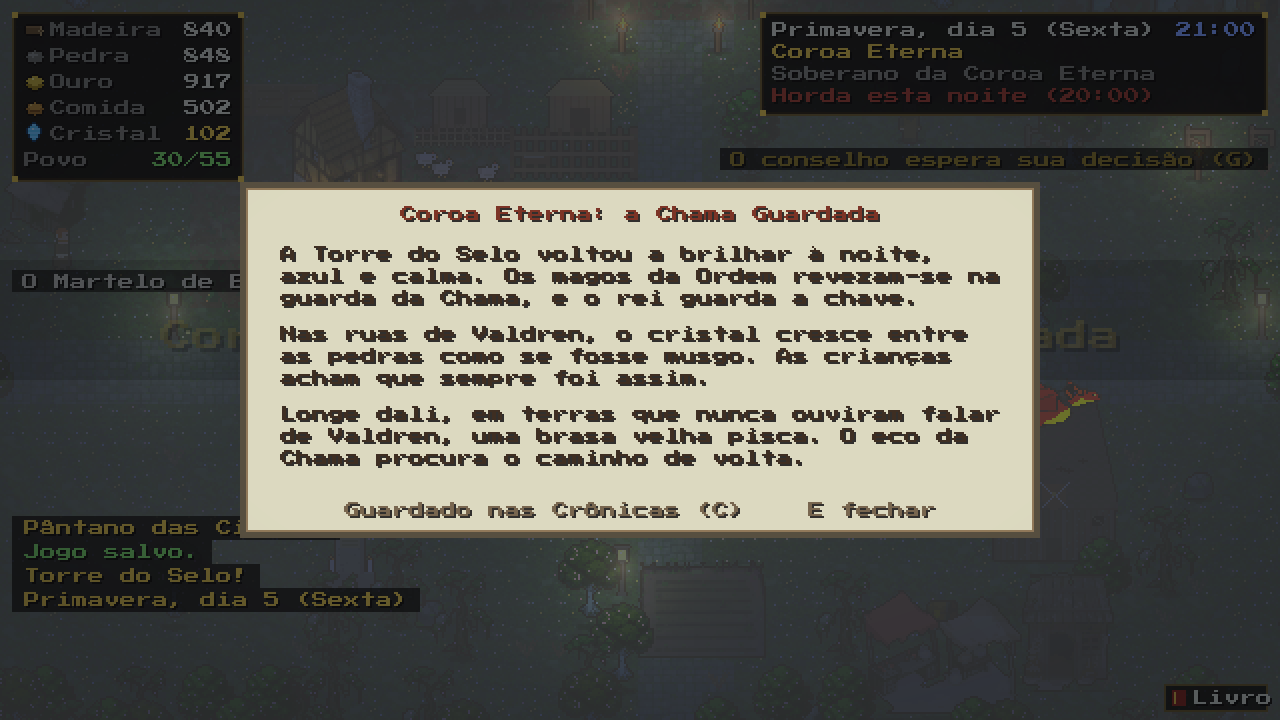 Madeira 840
Pedra 848
Ouro 917
Comida 502
Cristal 102
Povo 30/55
Primavera, dia 5 (Sexta) 21:00
Coroa Eterna
Soberano da Coroa Eterna
Horda esta noite (20:00)
O conselho espera sua decisão (G)
Coroa Eterna: a Chama Guardada
A Torre do Selo voltou a brilhar à noite,
azul e calma. Os magos da Ordem revezam-se na
guarda da Chama, e o rei guarda a chave.
Nas ruas de Valdren, o cristal cresce entre
as pedras como se fosse musgo. As crianças
acham que sempre foi assim.
Longe dali, em terras que nunca ouviram falar
de Valdren, uma brasa velha pisca. O eco da
Chama procura o caminho de volta.
Guardado nas Crônicas (C) E fechar
O Martelo de
Pântano das
Jogo salvo.
Torre do Selo!
Primavera, dia 5 (Sexta)
Livro